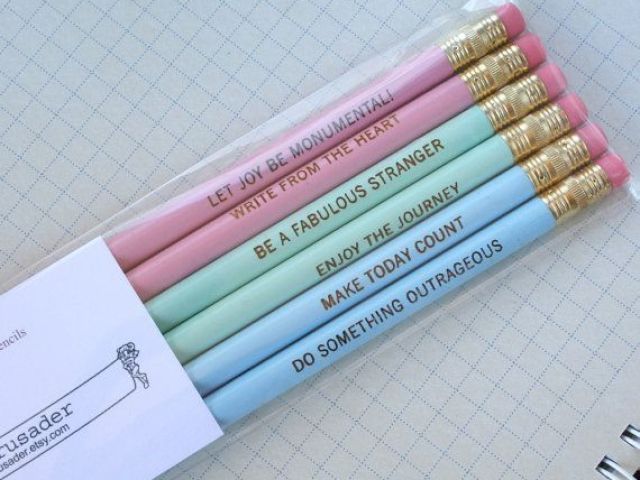 LET JOY BE MONUMENTAL!
WRITE FROM THE HEART
BE A FABULOUS STRANGER
ENJOY THE JOURNEY
MAKE TODAY COUNT
DO SOMETHING OUTRAGEOUS
encils
rusader
usader.etsy.com